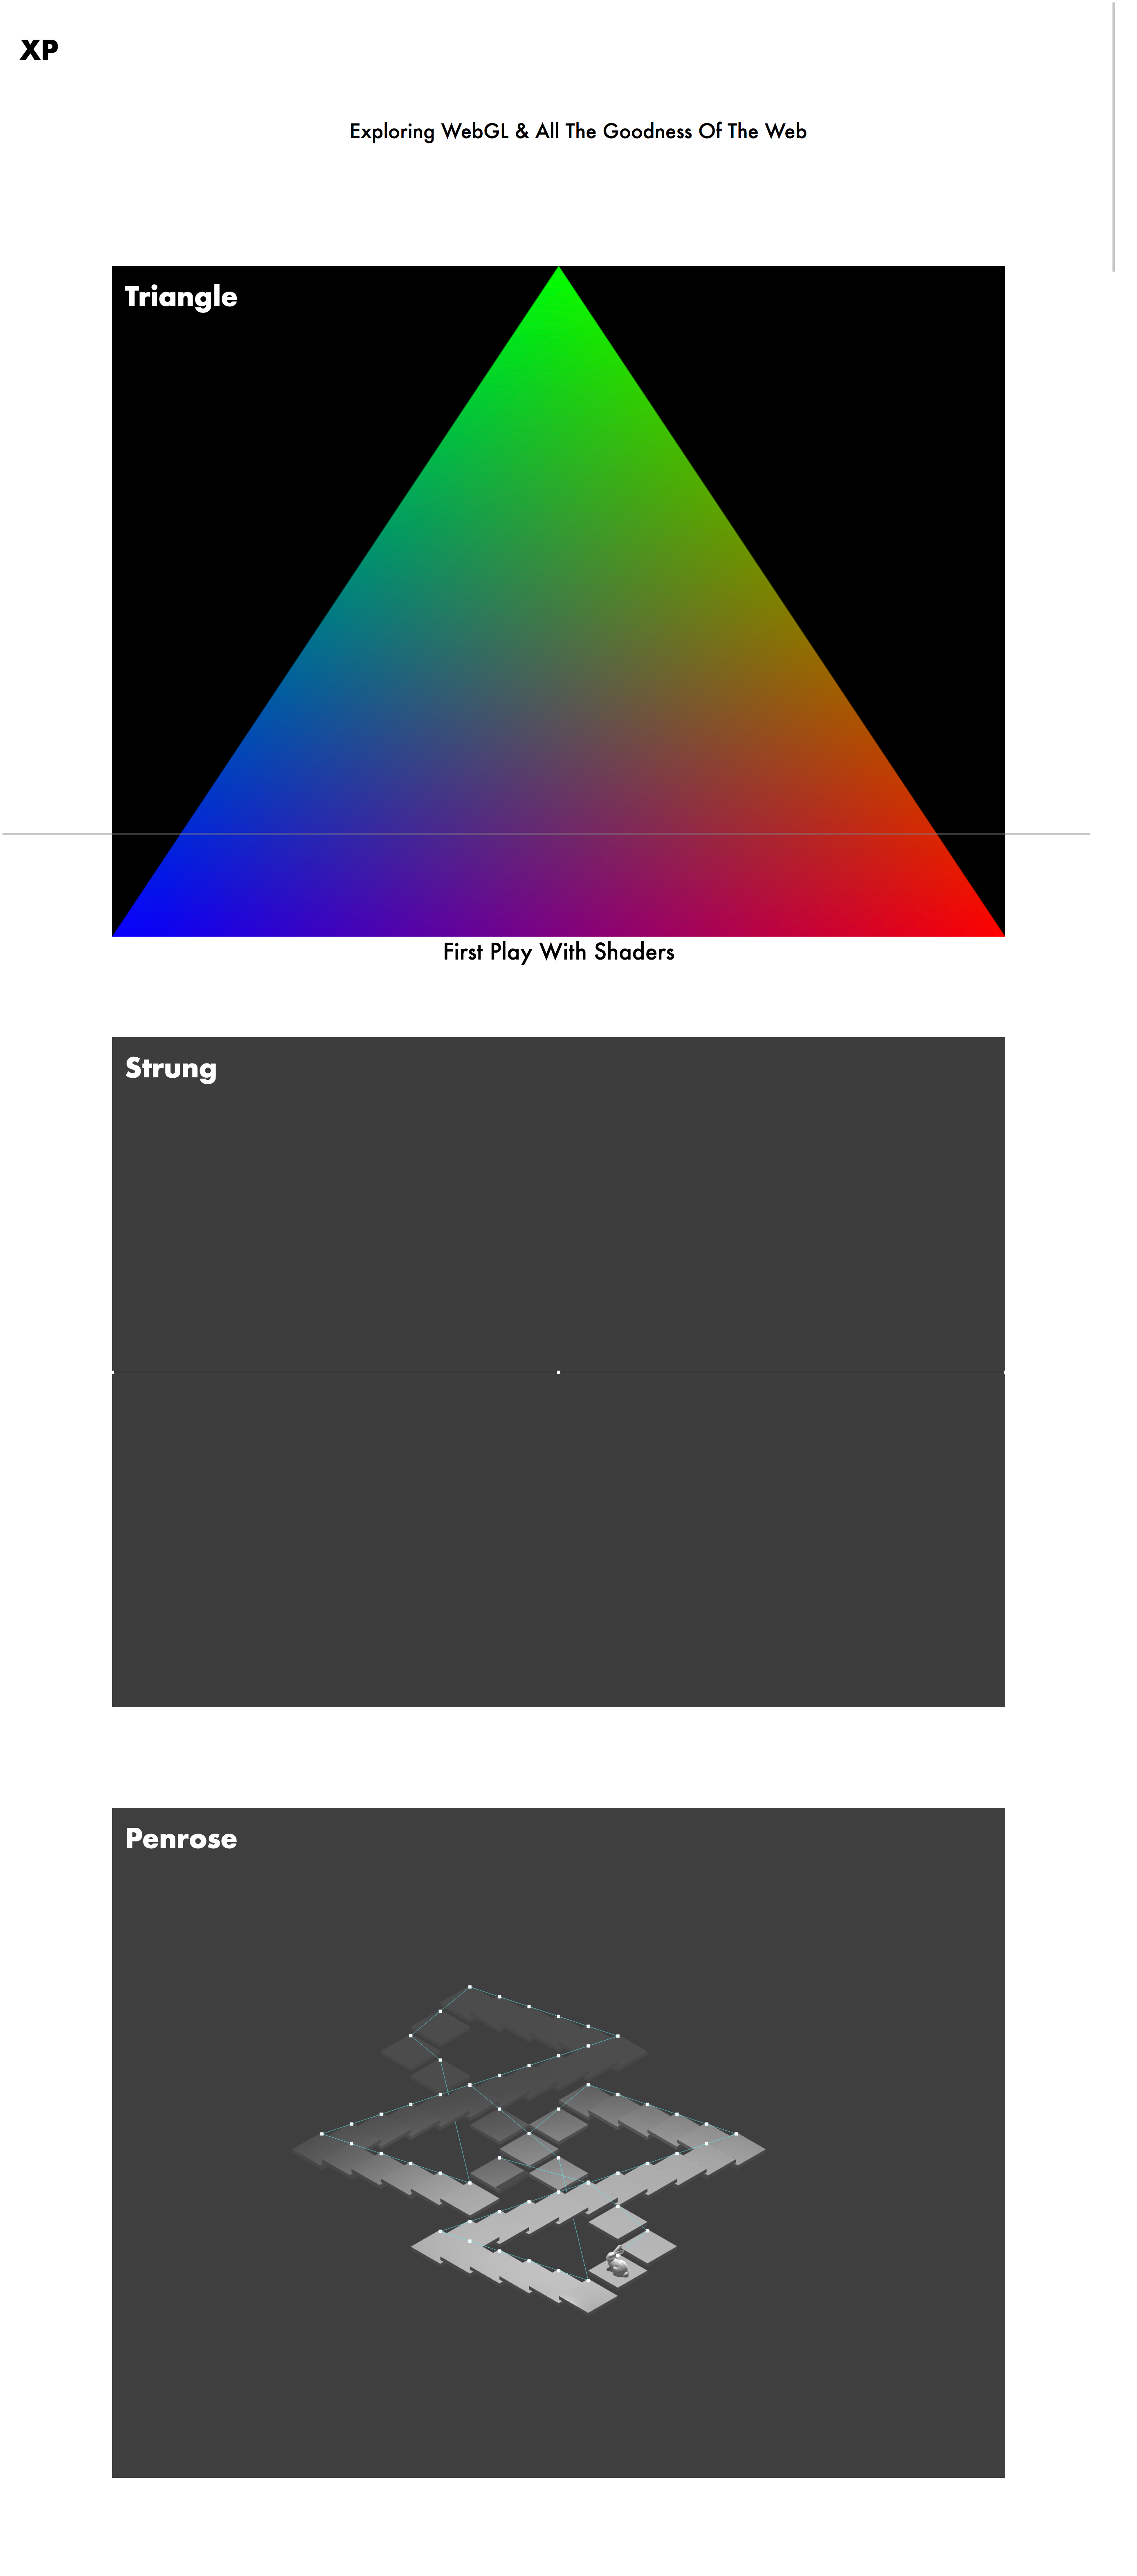 XP
Exploring WebGL & All The Goodness Of The Web
Triangle
First Play With Shaders
Strung
Penrose